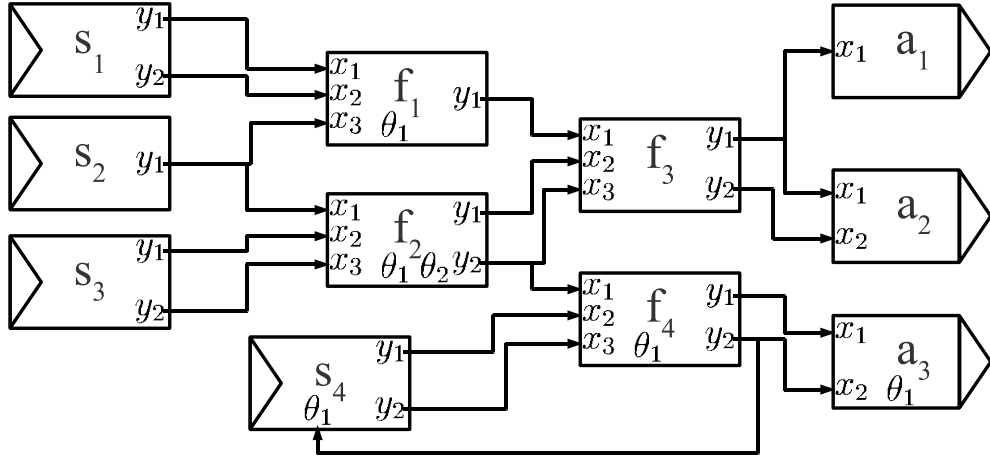 s₁ y₁
y₂
s₂ y₁
s₃ y₁
y₂
x₁ f₁ y₁
x₂
x₃ θ₁
x₁ f₂ y₁
x₂
x₃ θ₁ θ₂ y₂
s₄ y₁
θ₁ y₂
x₁ f₃ y₁
x₂ y₂
x₃
x₁ f₄ y₁
x₂ y₂
x₃ θ₁
x₁ a₁
x₁ a₂
x₂
x₁ a₃
x₂ θ₁